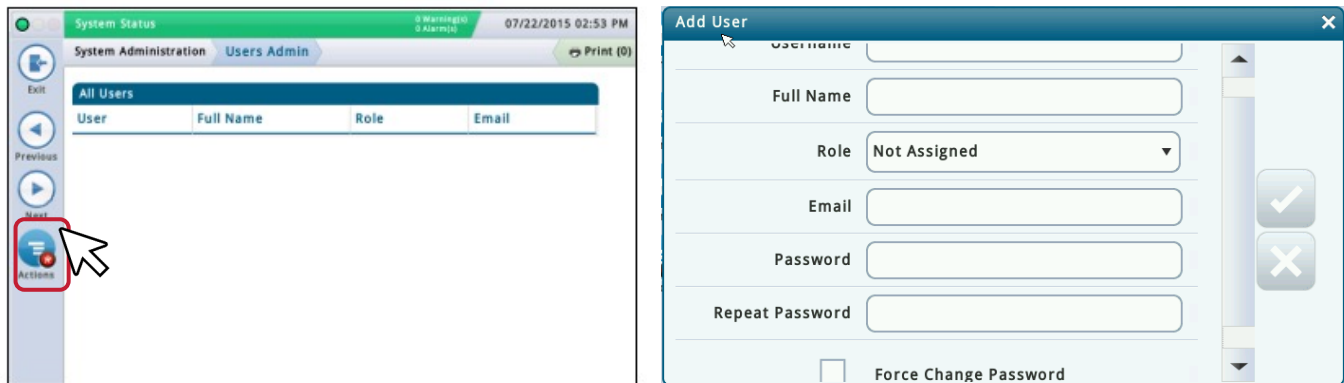 System Status
0 Warning(s)
0 Alarm(s)
07/22/2015 02:53 PM
System Administration
Users Admin
Print (0)
Exit
Previous
Next
Actions
All Users
User Full Name Role Email
Add User
Username
Full Name
Role Not Assigned
Email
Password
Repeat Password
Force Change Password